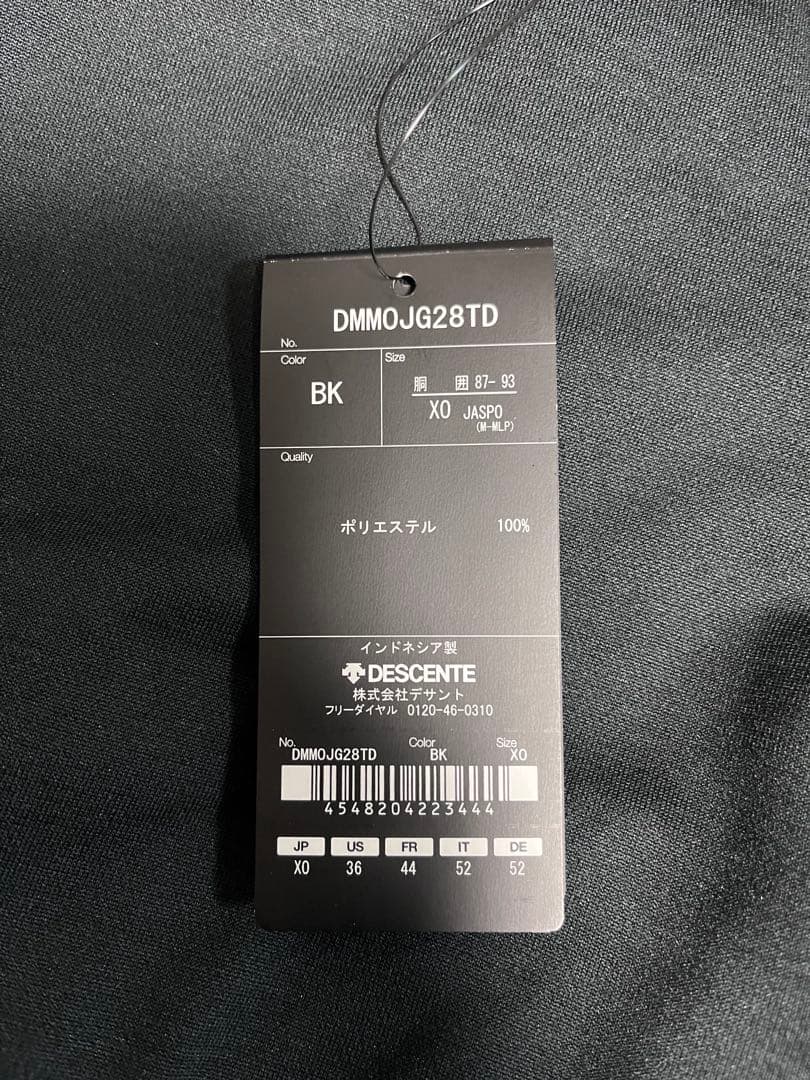 DMMOJG28TD
No.
Color
Size
BK
胴 囲 87-93
XO JASPO
(M-MLP)
Quality
ポリエステル 100%
インドネシア製
DESCENTE
株式会社デサント
フリーダイヤル 0120-46-0310
No. Color Size
DMMOJG28TD BK XO
4548204223444
JP US FR IT DE
XO 36 44 52 52